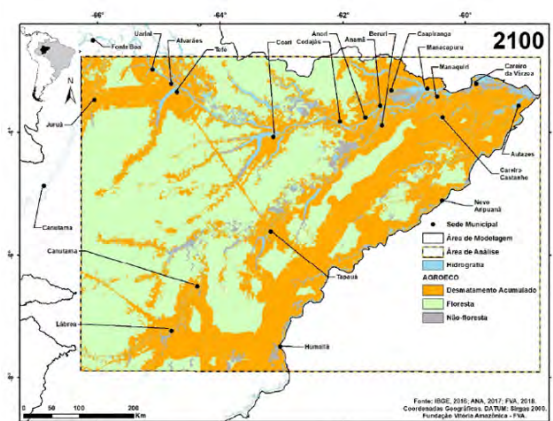 -66
-64
-62
-60
2100
Fonte Boa
Uarini
Alvarães
Tefé
Coari
Codajás
Anori
Anamã
Beruri
Caapiranga
Manacapuru
Manaquiri
Careiro
da Várzea
N
Juruá
Autazes
Careiro
Castanho
Carutama
Novo
Aripuanã
Canutama
Tapauá
Lábrea
Humaitá
Sede Municipal
Área de Modelagem
Área de Análise
Hidrografia
AGROECO
Desmatamento Acumulado
Floresta
Não-floresta
0 50 100 200
Km
Fonte: IBGE, 2016; ANA, 2017; FVA, 2018.
Coordenadas Geográficas. DATUM: Sirgas 2000.
Fundação Vitória Amazônica - FVA.